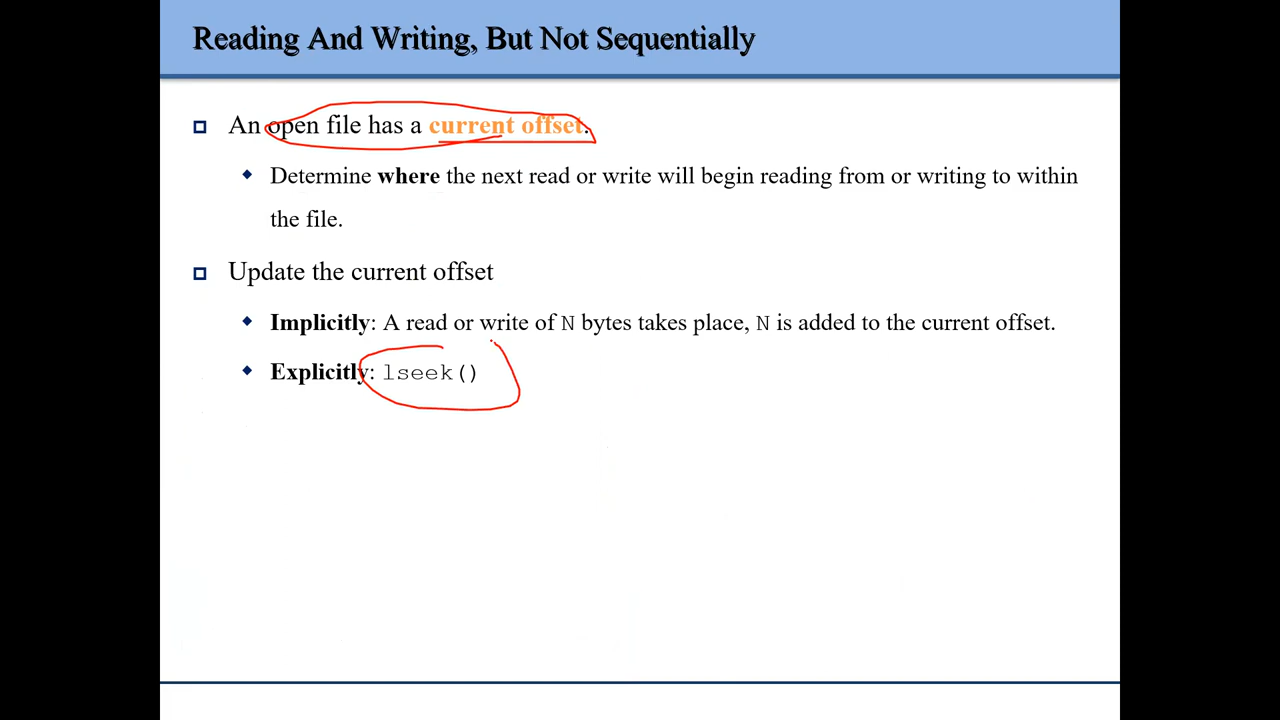 Reading And Writing, But Not Sequentially
An open file has a current offset.
Determine where the next read or write will begin reading from or writing to within
the file.
Update the current offset
Implicitly: A read or write of N bytes takes place, N is added to the current offset.
Explicitly: lseek()